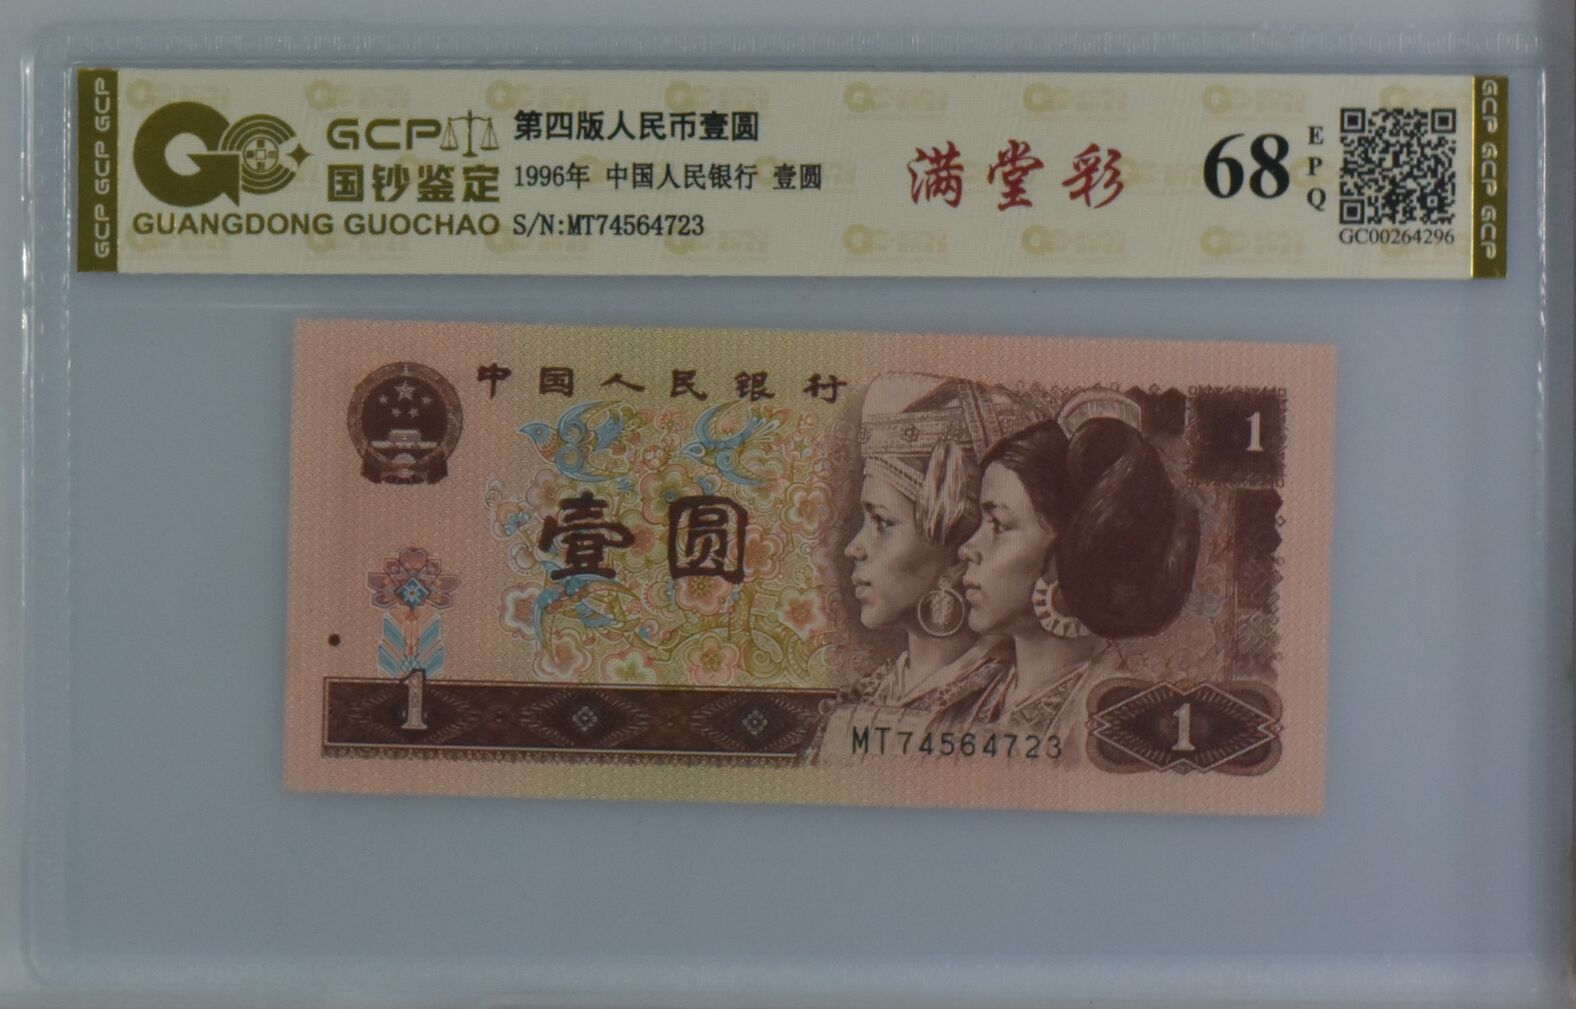 GCP GCP GCP
GCP
国钞鉴定
GUANGDONG GUOCHAO
第四版人民币壹圆
1996年 中国人民银行 壹圆
S/N:MT74564723
满堂彩
68
EPQ
GC00264296
GCP GCP GCP
中国人民银行
1
壹圆
1
MT74564723
1